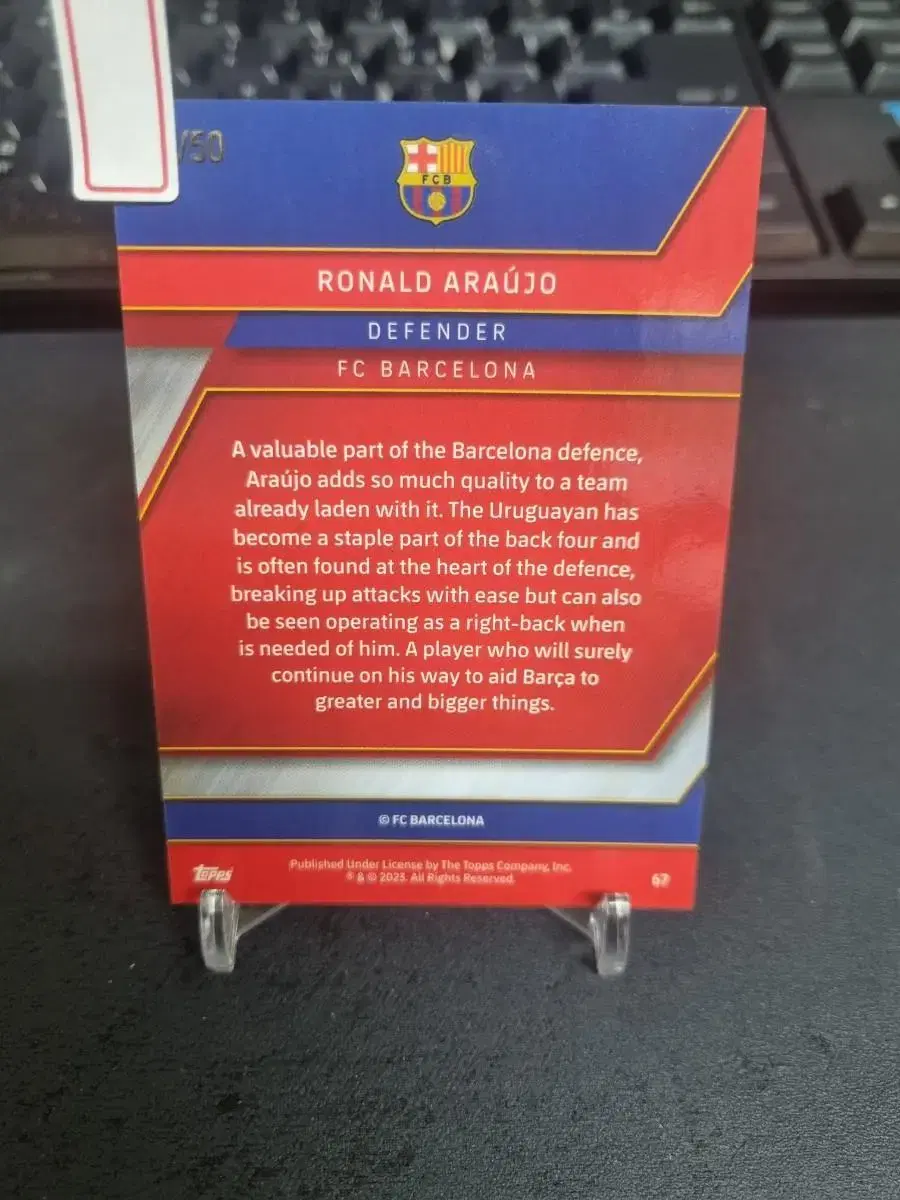 /50
FCB
RONALD ARAÚJO
DEFENDER
FC BARCELONA
A valuable part of the Barcelona defence,
Araújo adds so much quality to a team
already laden with it. The Uruguayan has
become a staple part of the back four and
is often found at the heart of the defence,
breaking up attacks with ease but can also
be seen operating as a right-back when
is needed of him. A player who will surely
continue on his way to aid Barça to
greater and bigger things.
© FC BARCELONA
Published Under License by The Topps Company, Inc.
® & © 2023. All Rights Reserved.
Topps
67